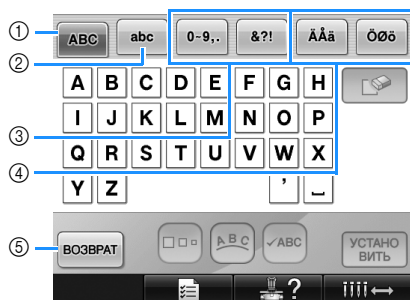 ① ABC abc 0~9,. &?! ÄÅä ÖØö
②
A B C D E F G H
I J K L M N O P
③
Q R S T U V W X
④
Y Z ’ ⎵
ABC ✓ABC
⑤ ВОЗВРАТ УСТАНО
ВИТЬ
?